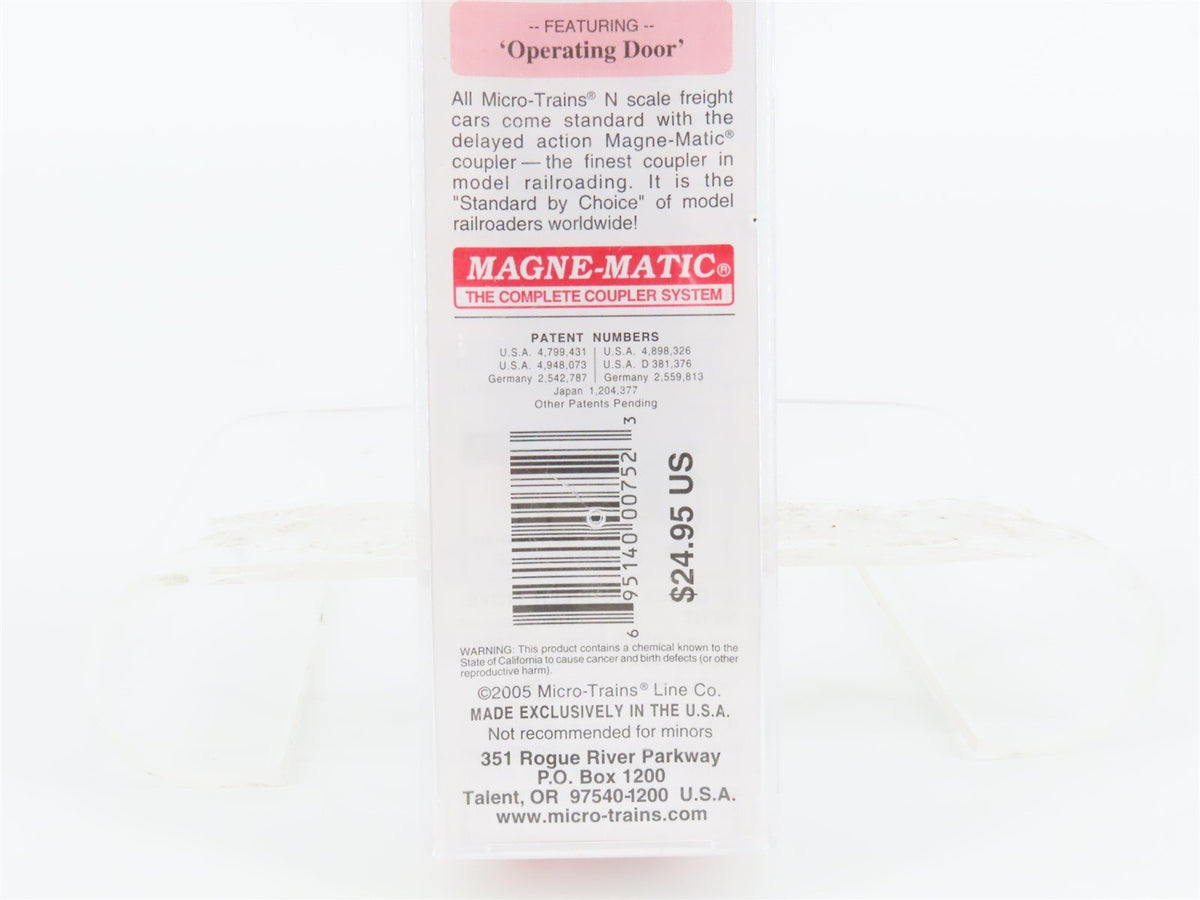 -- FEATURING --
‘Operating Door’
All Micro-Trains® N scale freight
cars come standard with the
delayed action Magne-Matic®
coupler — the finest coupler in
model railroading. It is the
"Standard by Choice" of model
railroaders worldwide!
MAGNE-MATIC®
THE COMPLETE COUPLER SYSTEM
PATENT NUMBERS
U.S.A. 4,799,431 | U.S.A. 4,898,326
U.S.A. 4,948,073 | U.S.A. D 381,376
Germany 2,542,787 | Germany 2,559,813
Japan 1,204,377
Other Patents Pending
6 95140 00752 3
$24.95 US
WARNING: This product contains a chemical known to the
State of California to cause cancer and birth defects (or other
reproductive harm).
©2005 Micro-Trains® Line Co.
MADE EXCLUSIVELY IN THE U.S.A.
Not recommended for minors
351 Rogue River Parkway
P.O. Box 1200
Talent, OR 97540-1200 U.S.A.
www.micro-trains.com